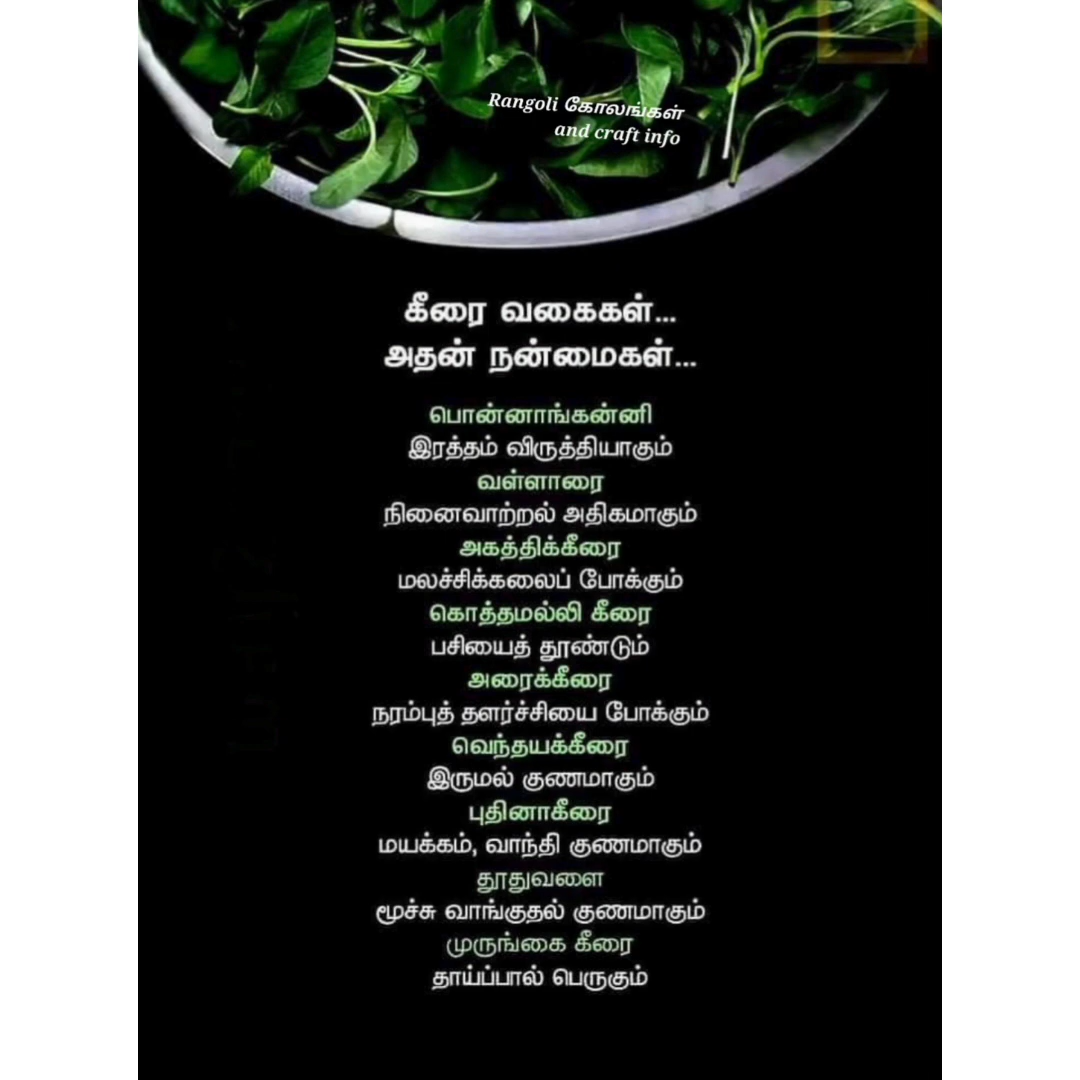 Rangoli கோலங்கள்
and craft info
கீரை வகைகள்...
அதன் நன்மைகள்...
பொன்னாங்கன்னி
இரத்தம் விருத்தியாகும்
வள்ளாரை
நினைவாற்றல் அதிகமாகும்
அகத்திக்கீரை
மலச்சிக்கலைப் போக்கும்
கொத்தமல்லி கீரை
பசியைத் தூண்டும்
அரைக்கீரை
நரம்புத் தளர்ச்சியை போக்கும்
வெந்தயக்கீரை
இருமல் குணமாகும்
புதினாகீரை
மயக்கம், வாந்தி குணமாகும்
தூதுவளை
மூச்சு வாங்குதல் குணமாகும்
முருங்கை கீரை
தாய்ப்பால் பெருகும்